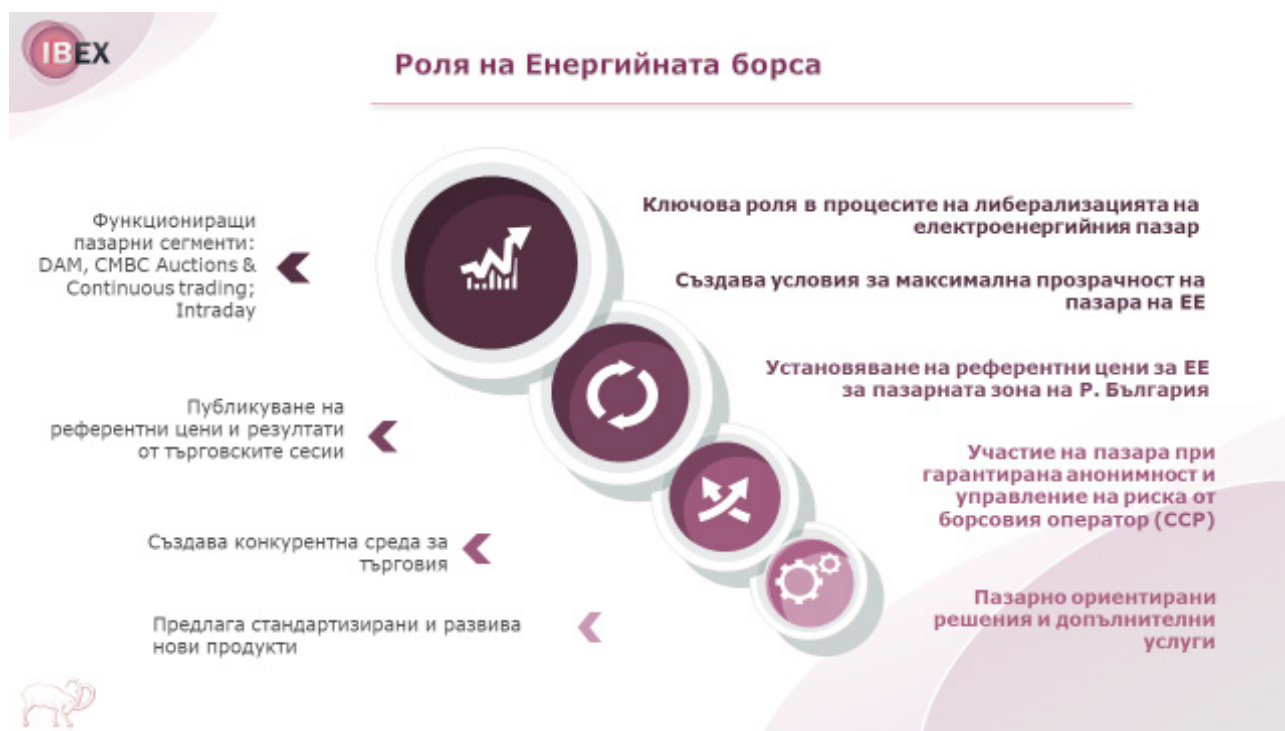 IBEX
Роля на Енергийната борса
Функциониращи
пазарни сегменти:
DAM, CMBC Auctions &
Continuous trading;
Intraday
Публикуване на
референтни цени и резултати
от търговските сесии
Създава конкурентна среда за
търговия
Предлага стандартизирани и развива
нови продукти
Ключова роля в процесите на либерализацията на
електроенергийния пазар
Създава условия за максимална прозрачност на
пазара на ЕЕ
Установяване на референтни цени за ЕЕ
за пазарната зона на Р. България
Участие на пазара при
гарантирана анонимност и
управление на риска от
борсовия оператор (ССР)
Пазарно ориентирани
решения и допълнителни
услуги